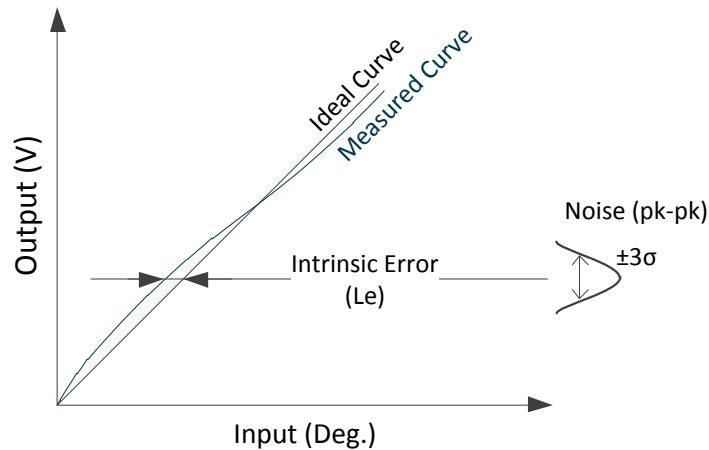 Ideal Curve
Measured Curve
Output (V)
Noise (pk-pk)
±3σ
Intrinsic Error
(Le)
Input (Deg.)